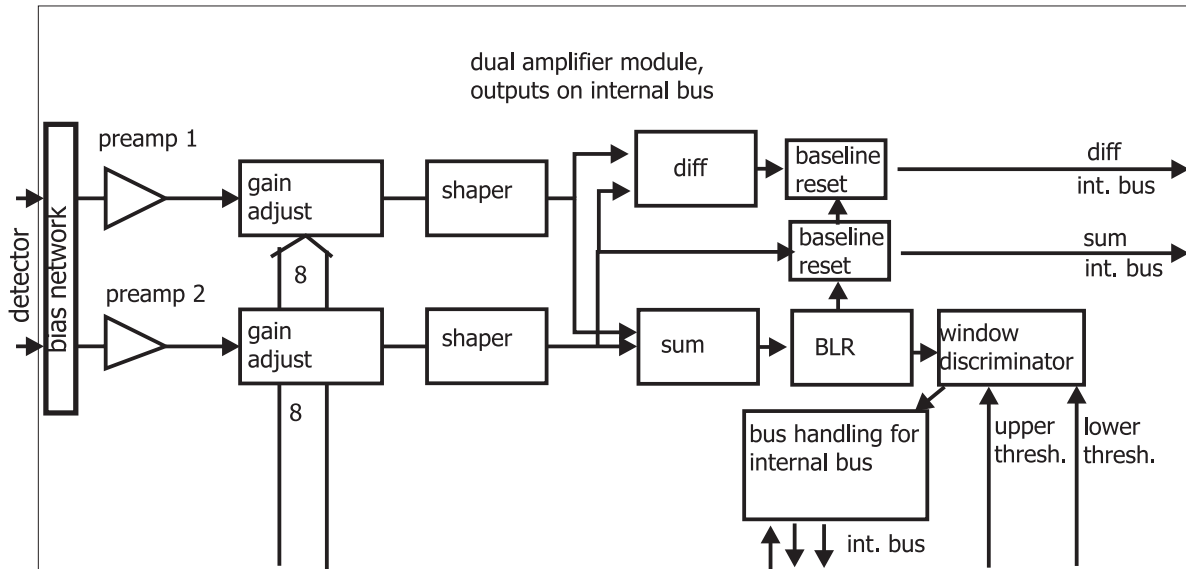 dual amplifier module,
outputs on internal bus
preamp 1
gain
adjust
shaper
diff
baseline
reset
diff
int. bus
detector
bias network
8
baseline
reset
sum
int. bus
preamp 2
gain
adjust
shaper
sum
BLR
window
discriminator
8
bus handling for
internal bus
upper
thresh.
lower
thresh.
int. bus